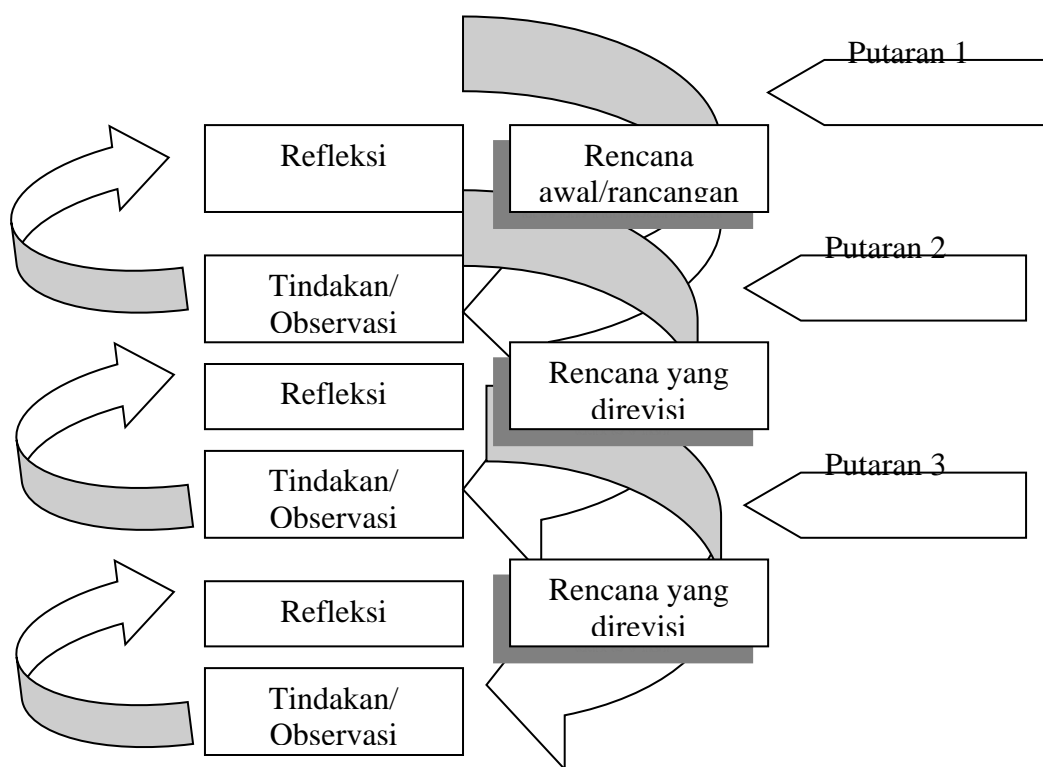 Putaran 1
Refleksi
Rencana
awal/rancangan
Putaran 2
Tindakan/
Observasi
Refleksi
Rencana yang
direvisi
Putaran 3
Tindakan/
Observasi
Refleksi
Rencana yang
direvisi
Tindakan/
Observasi